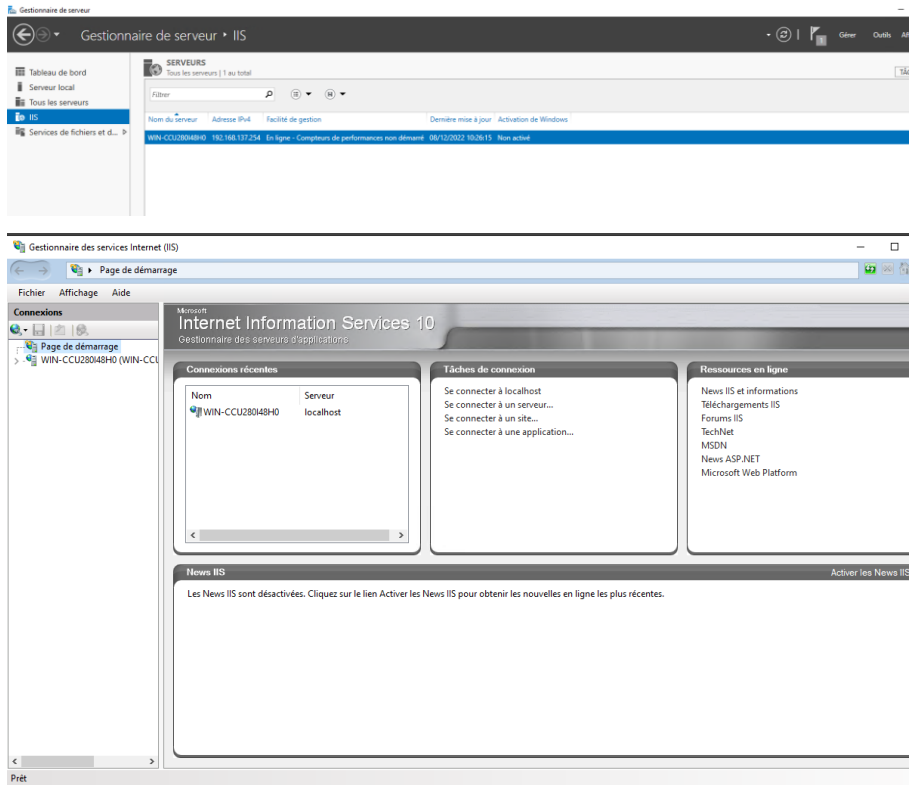 Gestionnaire de serveur
Gestionnaire de serveur • IIS
Gérer Outils
Tableau de bord
Serveur local
Tous les serveurs
IIS
Services de fichiers et d...
SERVEURS
Tous les serveurs | 1 au total
Filtrer
Nom du serveur Adresse IPv4 Facilité de gestion Dernière mise à jour Activation de Windows
WIN-CCU280I48H0 192.168.137.254 En ligne - Compteurs de performances non démarré 08/12/2022 10:26:15 Non activé
Gestionnaire des services Internet (IIS)
Page de démarrage
Fichier Affichage Aide
Connexions
Page de démarrage
WIN-CCU280I48H0 (WIN-CCU
Microsoft
Internet Information Services 10
Gestionnaire des serveurs d'applications
Connexions récentes
Nom Serveur
WIN-CCU280I48H0 localhost
Tâches de connexion
Se connecter à localhost
Se connecter à un serveur...
Se connecter à un site...
Se connecter à une application...
Ressources en ligne
News IIS et informations
Téléchargements IIS
Forums IIS
TechNet
MSDN
News ASP.NET
Microsoft Web Platform
News IIS Activer les News IIS
Les News IIS sont désactivées. Cliquez sur le lien Activer les News IIS pour obtenir les nouvelles en ligne les plus récentes.
Prêt